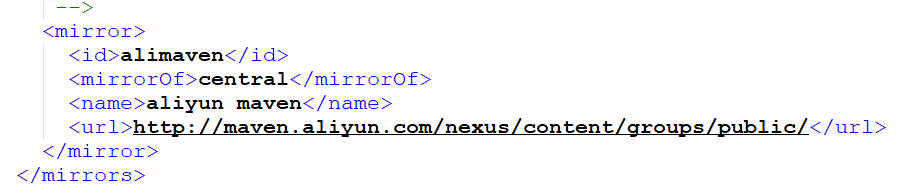 -->
<mirror>
<id>alimaven</id>
<mirrorOf>central</mirrorOf>
<name>aliyun maven</name>
<url>http://maven.aliyun.com/nexus/content/groups/public/</url>
</mirror>
</mirrors>